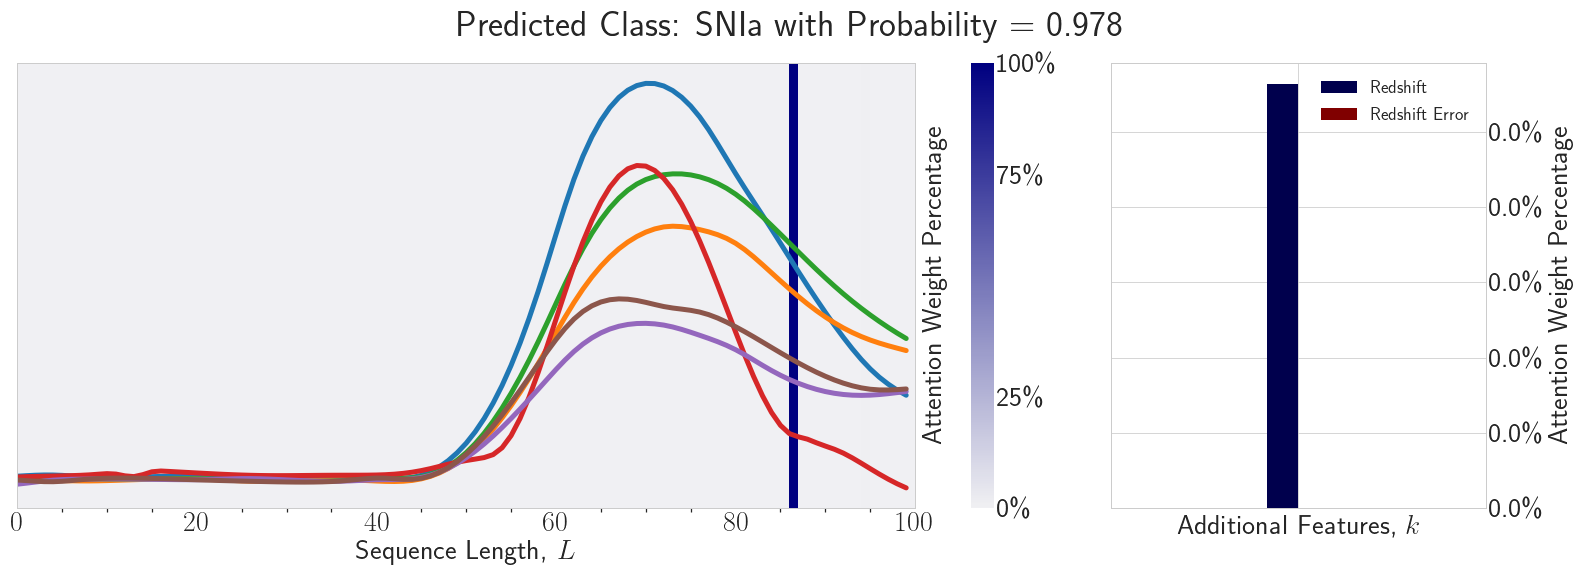 Predicted Class: SNIa with Probability = 0.978
0 20 40 60 80 100
Sequence Length, L
100%
75%
25%
0%
Attention Weight Percentage
Redshift
Redshift Error
0.0%
0.0%
0.0%
0.0%
0.0%
0.0%
Attention Weight Percentage
Additional Features, k